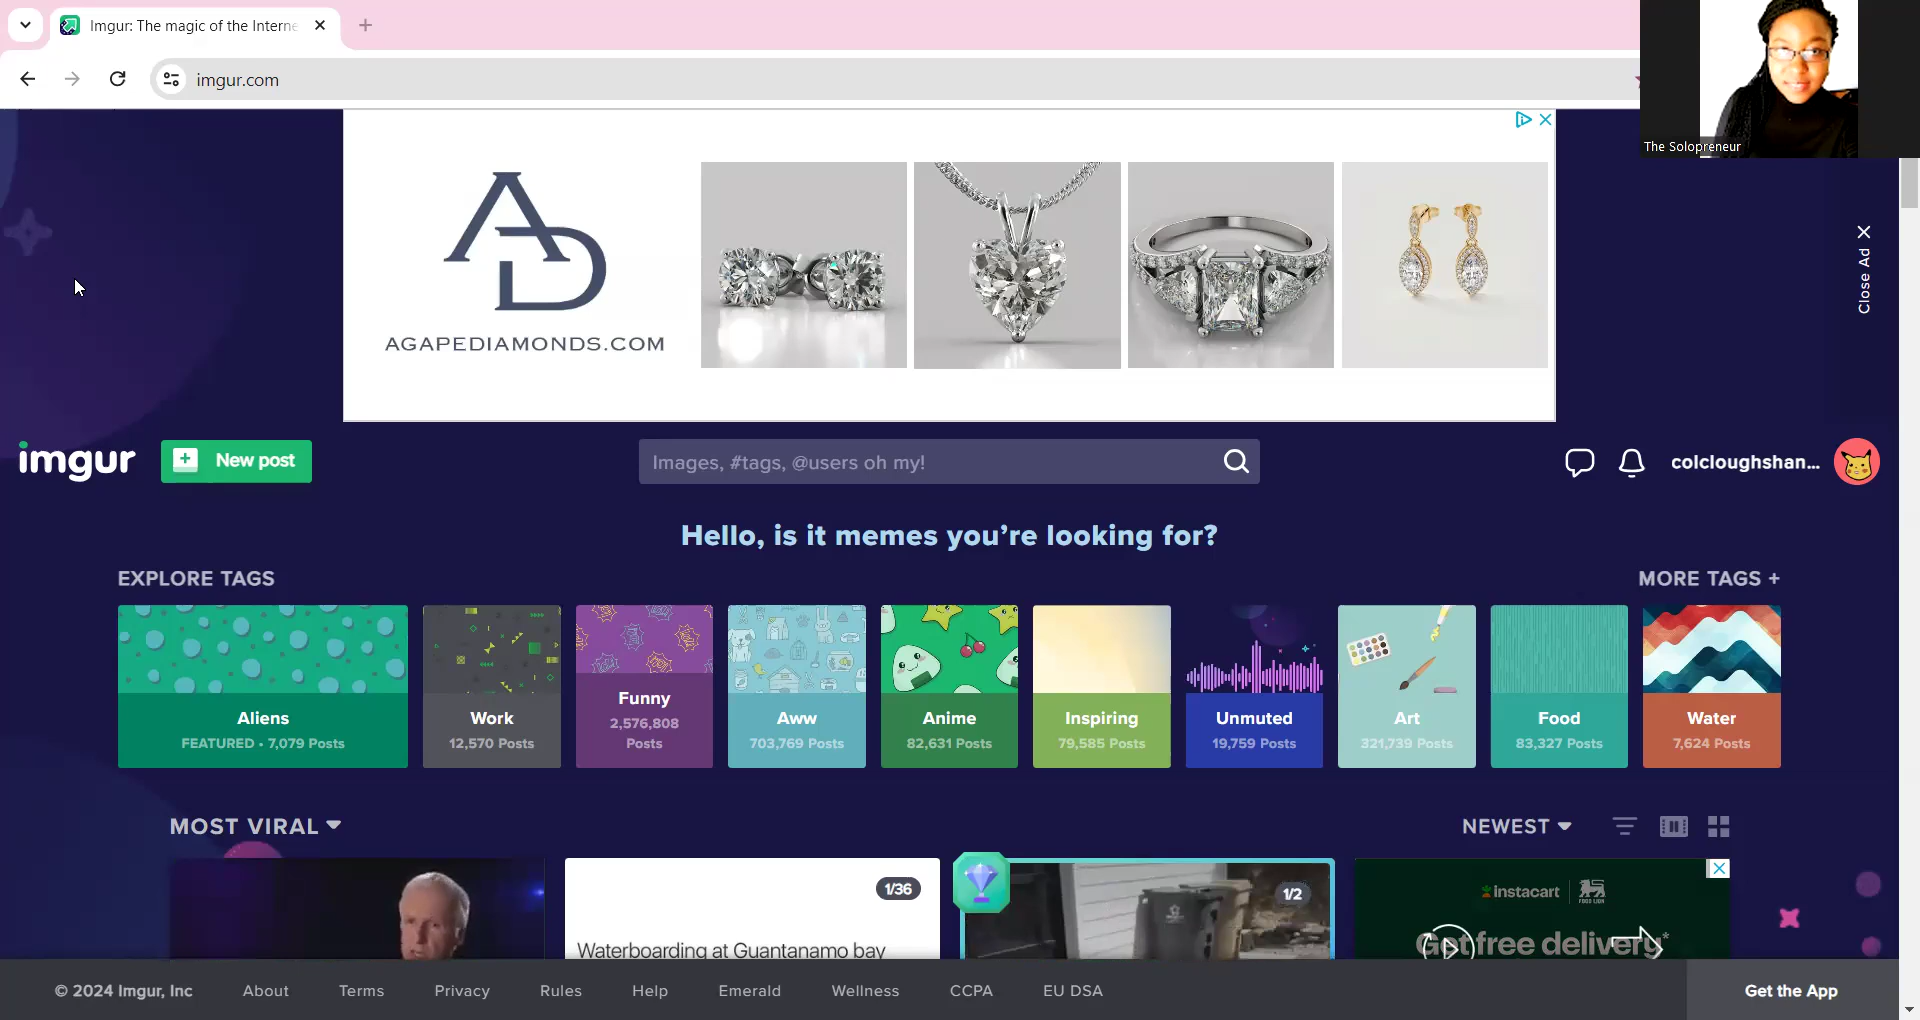 Imgur: The magic of the Interne
imgur.com
The Solopreneur
AD
AGAPEDIAMONDS.COM
Close Ad
imgur
New post
Images, #tags, @users oh my!
colcloughshan...
Hello, is it memes you’re looking for?
EXPLORE TAGS
MORE TAGS +
Aliens
FEATURED • 7,079 Posts
Work
12,570 Posts
Funny
2,576,808
Posts
Aww
703,769 Posts
Anime
82,631 Posts
Inspiring
79,585 Posts
Unmuted
19,759 Posts
Art
321,739 Posts
Food
83,327 Posts
Water
7,624 Posts
MOST VIRAL
NEWEST
1/36
Waterboarding at Guantanamo bay
1/2
instacart
FOOD LION
Get free delivery*
© 2024 Imgur, Inc
About
Terms
Privacy
Rules
Help
Emerald
Wellness
CCPA
EU DSA
Get the App